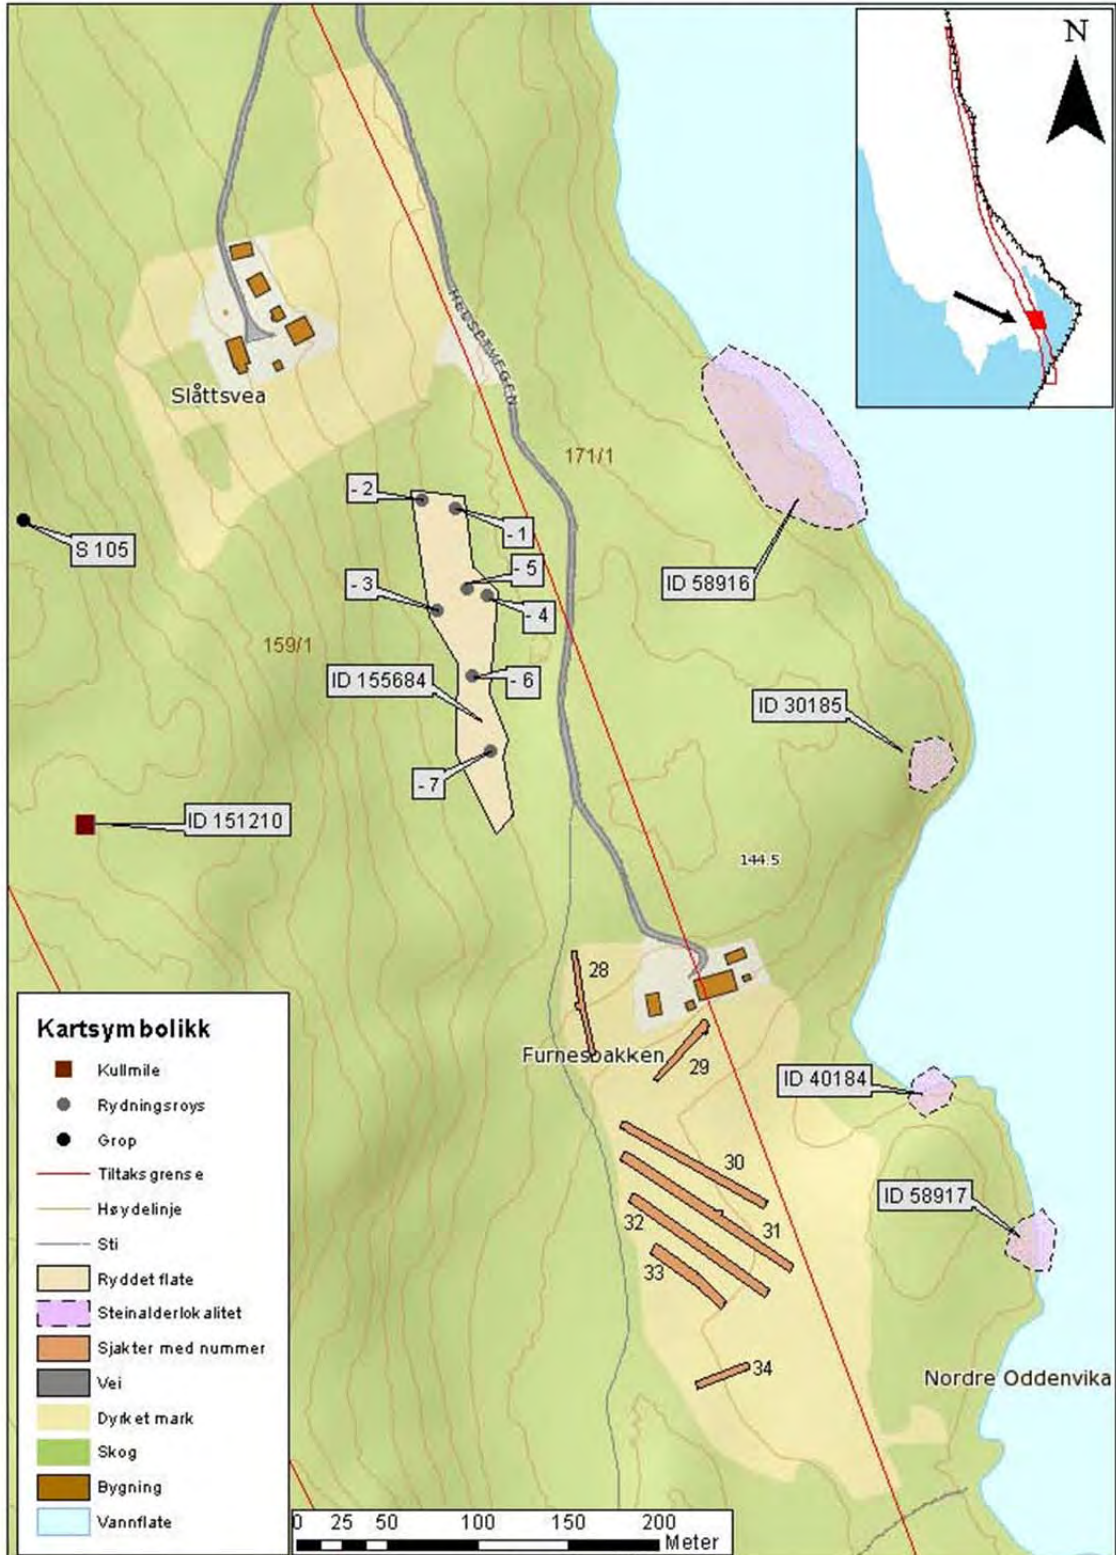 N
HEDSETVEGEN
Slåttsvea
171/1
- 2
- 1
S 105
ID 58916
- 5
- 3
- 4
159/1
ID 155684
- 6
ID 30185
- 7
ID 151210
144.5
28
Furnesbakken
29
ID 40184
30
ID 58917
32
31
33
34
Nordre Oddenvika
Kartsymbolikk
Kullmile
Rydningsroys
Grop
Tiltaksgrense
Høydelinje
Sti
Ryddet flate
Steinalderlokalitet
Sjakter med nummer
Vei
Dyrket mark
Skog
Bygning
Vannflate
0 25 50 100 150 200
Meter